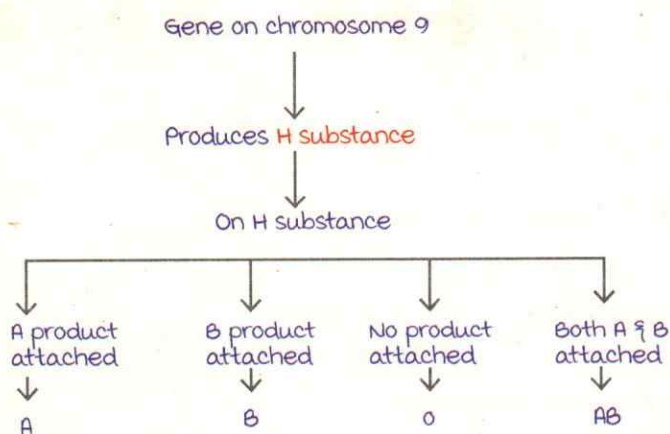 Gene on chromosome 9
Produces H substance
On H substance
A product
attached
B product
attached
No product
attached
Both A & B
attached
A
B
O
AB